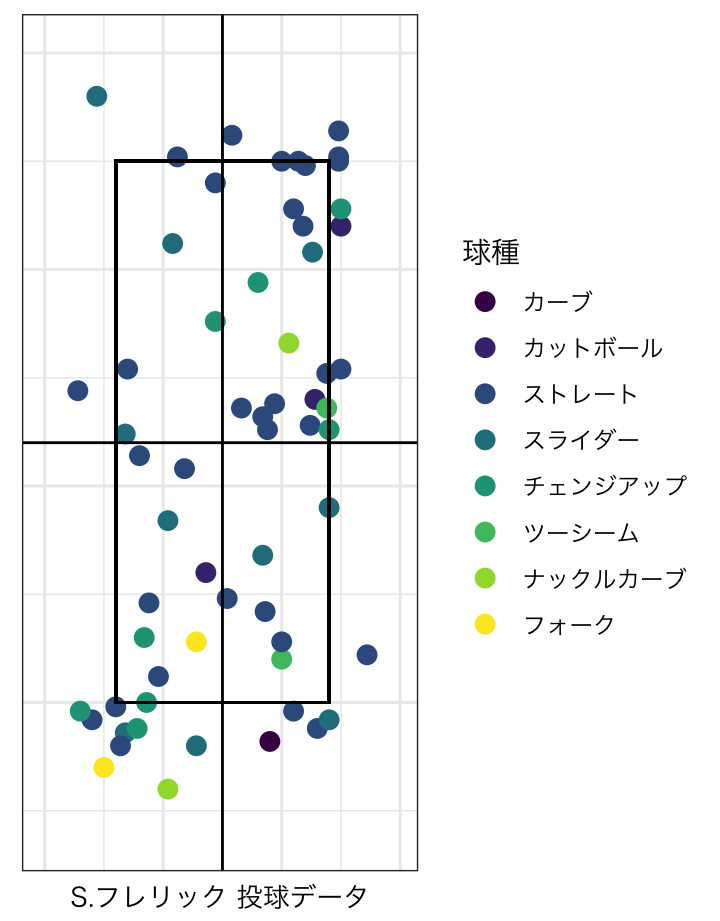 球種
カーブ
カットボール
ストレート
スライダー
チェンジアップ
ツーシーム
ナックルカーブ
フォーク
S.フレリック 投球データ